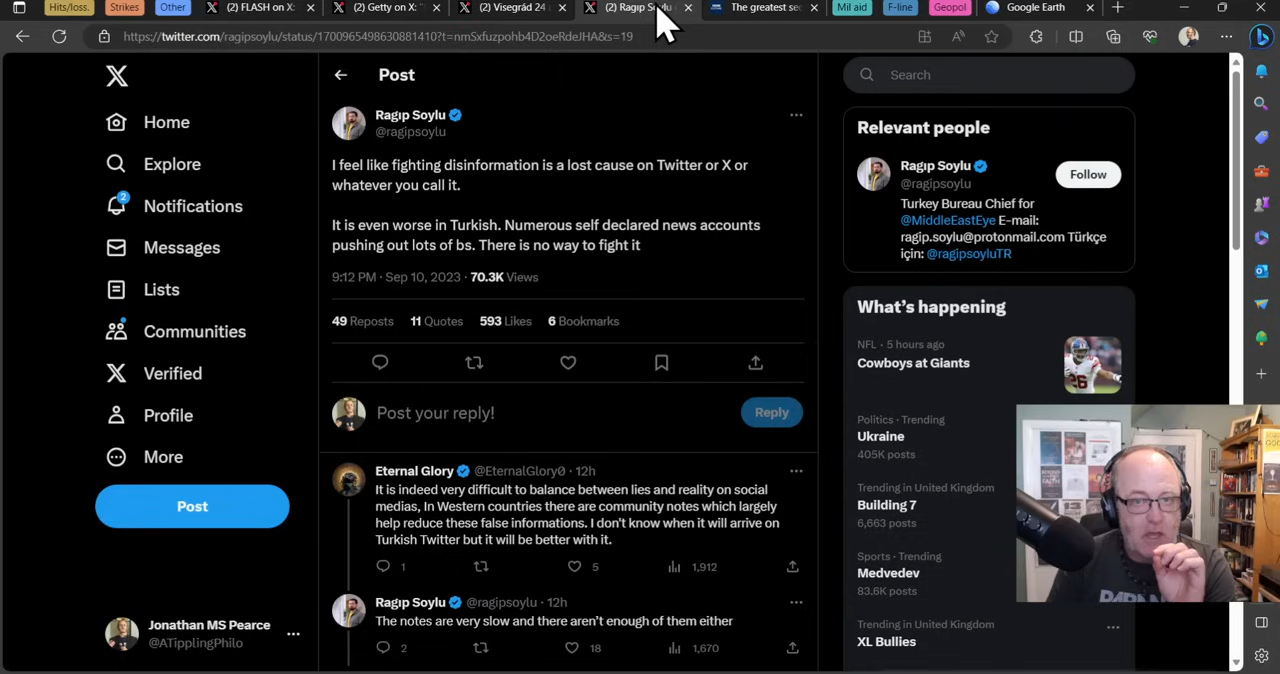 Hits/loss.
Strikes
Other
(2) FLASH on X:
(2) Getty on X: "
(2) Visegrád 24
(2) Ragıp Soylu
The greatest sec
Mil aid
F-line
Geopol
Google Earth
https://twitter.com/ragipsoylu/status/1700965498630881410?t=nmSxfuzpohb4D2oeRdeJHA&s=19
Post
Search
Home
Explore
2
Notifications
Messages
Lists
Communities
Verified
Profile
More
Post
Jonathan MS Pearce
@ATipplingPhilo
Ragıp Soylu
@ragipsoylu
I feel like fighting disinformation is a lost cause on Twitter or X or
whatever you call it.
It is even worse in Turkish. Numerous self declared news accounts
pushing out lots of bs. There is no way to fight it
9:12 PM · Sep 10, 2023 · 70.3K Views
49 Reposts 11 Quotes 593 Likes 6 Bookmarks
Post your reply!
Reply
Eternal Glory @EternalGlory0 · 12h
It is indeed very difficult to balance between lies and reality on social
medias, In Western countries there are community notes which largely
help reduce these false informations. I don't know when it will arrive on
Turkish Twitter but it will be better with it.
1 5 1,912
Ragıp Soylu @ragipsoylu · 12h
The notes are very slow and there aren't enough of them either
2 18 1,670
Relevant people
Ragıp Soylu
@ragipsoylu
Follow
Turkey Bureau Chief for
@MiddleEastEye E-mail:
ragip.soylu@protonmail.com Türkçe
için: @ragipsoyluTR
What's happening
NFL · 5 hours ago
Cowboys at Giants
Politics · Trending
Ukraine
405K posts
Trending in United Kingdom
Building 7
6,663 posts
Sports · Trending
Medvedev
83.6K posts
Trending in United Kingdom
XL Bullies